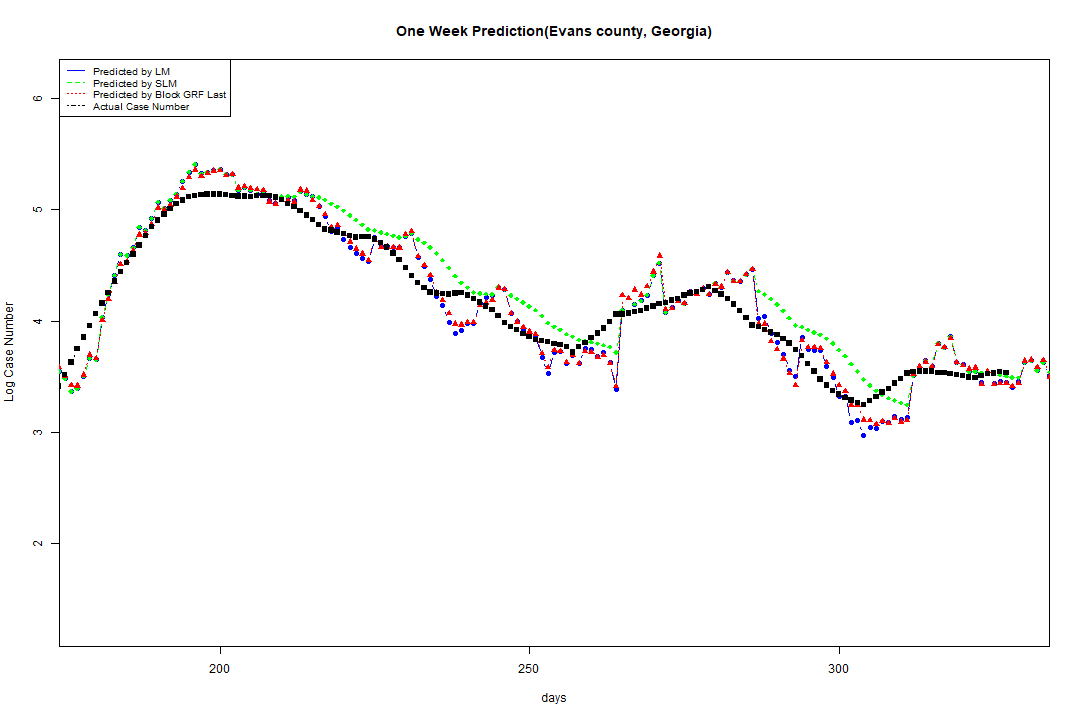 One Week Prediction(Evans county, Georgia)
Predicted by LM
Predicted by SLM
Predicted by Block GRF Last
Actual Case Number
6
5
4
3
2
Log Case Number
200 250 300
days